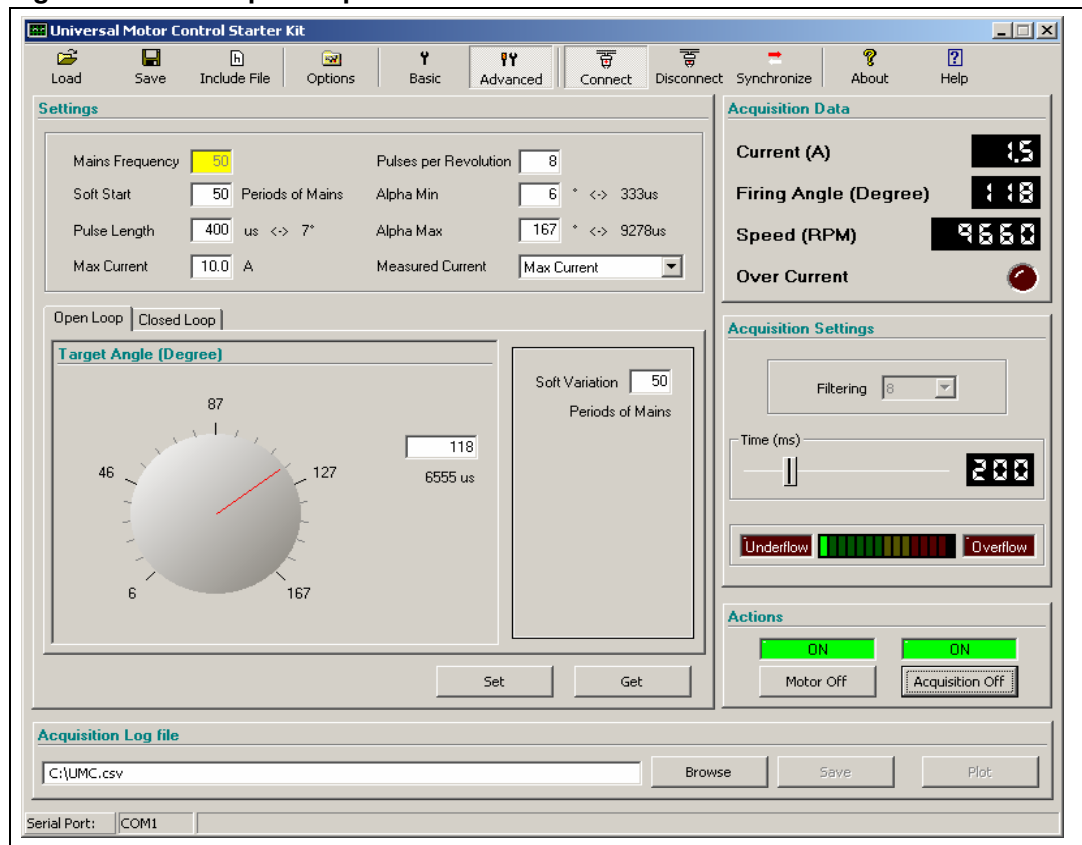 Universal Motor Control Starter Kit
Load Save Include File Options Basic Advanced Connect Disconnect Synchronize About Help
Settings
Mains Frequency 50
Soft Start 50 Periods of Mains
Pulse Length 400 us <-> 7°
Max Current 10.0 A
Pulses per Revolution 8
Alpha Min 6 ° <-> 333us
Alpha Max 167 ° <-> 9278us
Measured Current Max Current
Open Loop Closed Loop
Target Angle (Degree)
87
46
127
6
167
118
6555 us
Soft Variation 50
Periods of Mains
Set Get
Acquisition Data
Current (A) 1.5
Firing Angle (Degree) 118
Speed (RPM) 9660
Over Current
Acquisition Settings
Filtering 8
Time (ms)
200
Underflow Overflow
Actions
ON ON
Motor Off Acquisition Off
Acquisition Log file
C:\UMC.csv Browse Save Plot
Serial Port: COM1